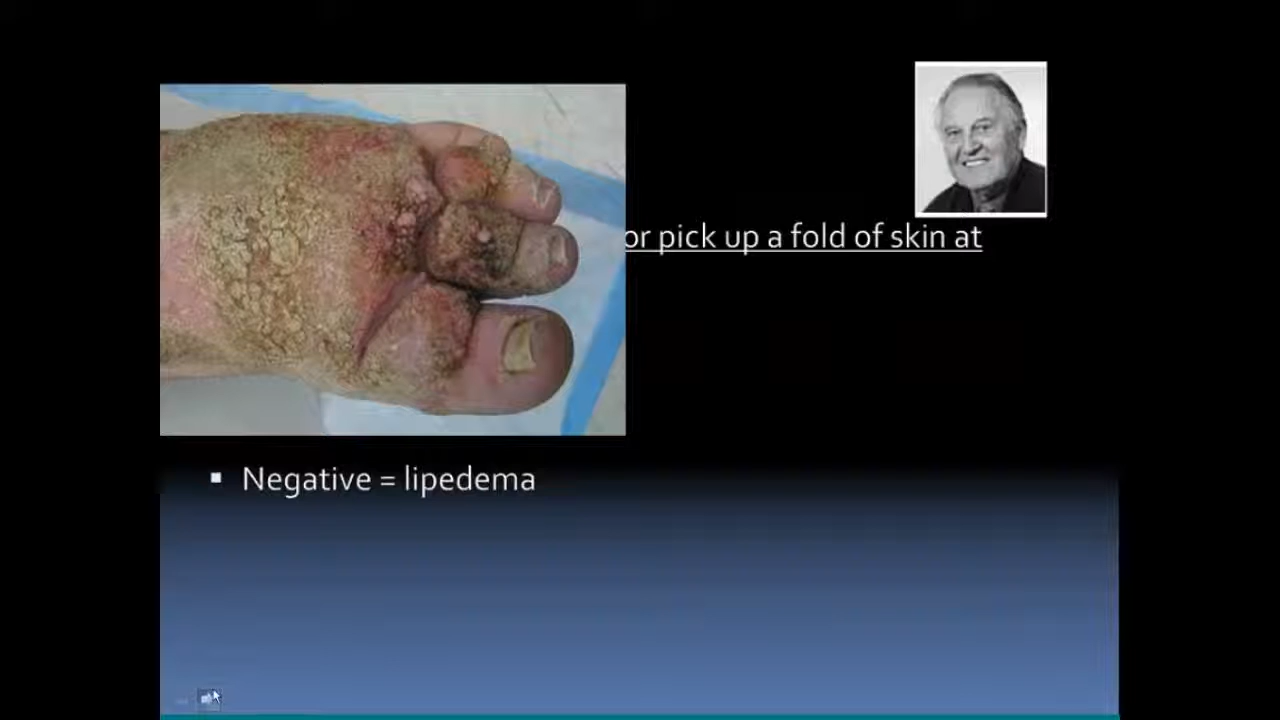 or pick up a fold of skin at
Negative = lipedema